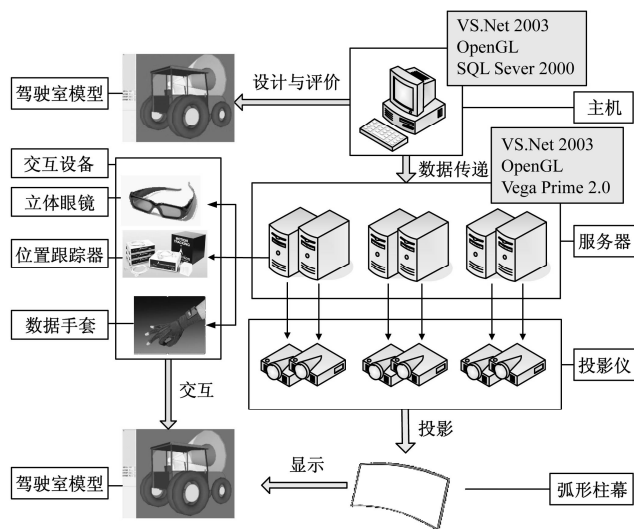 VS.Net 2003
OpenGL
SQL Sever 2000
驾驶室模型
设计与评价
主机
数据传递
VS.Net 2003
OpenGL
Vega Prime 2.0
交互设备
立体眼镜
位置跟踪器
服务器
数据手套
投影仪
交互
投影
驾驶室模型
显示
弧形柱幕